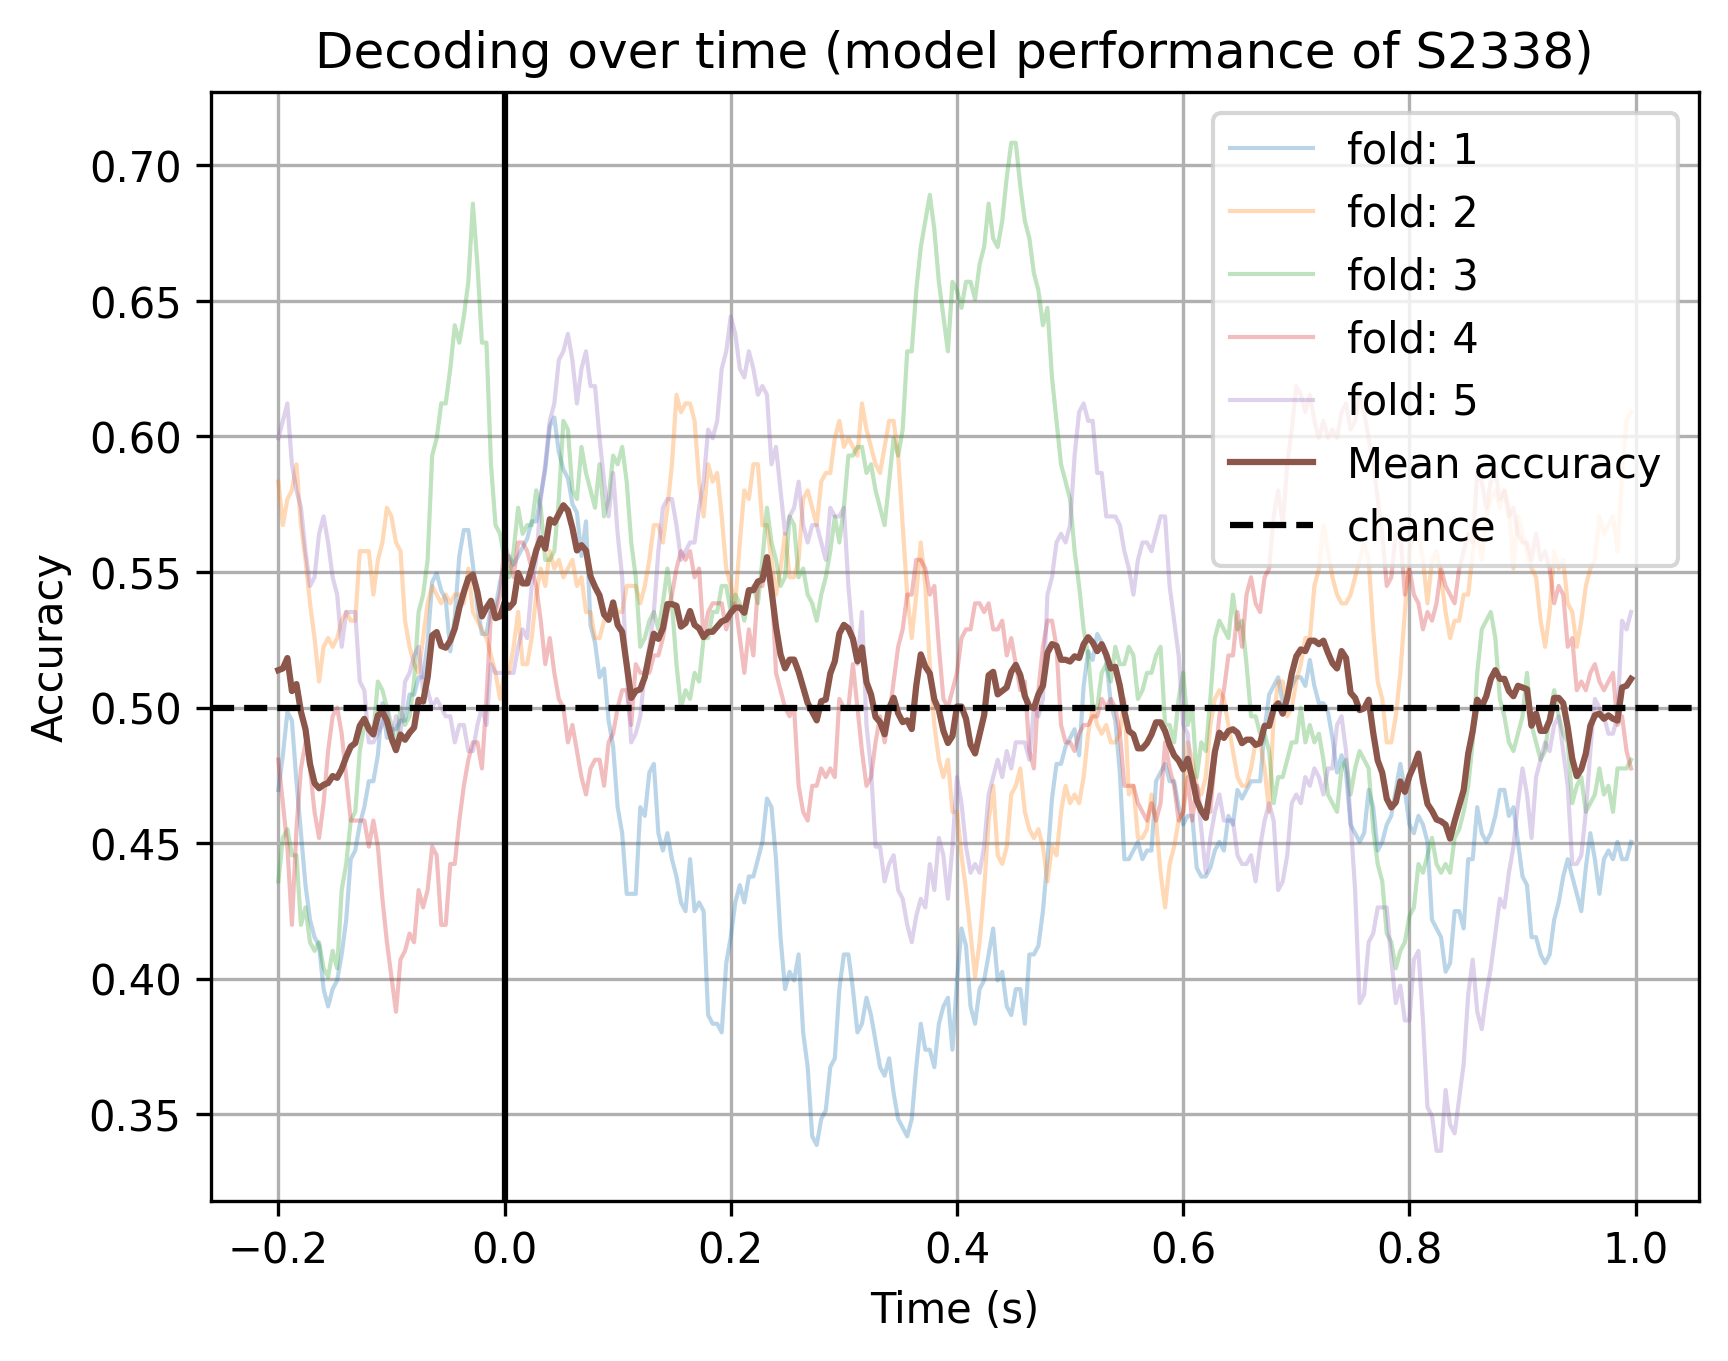 Decoding over time (model performance of S2338)
fold: 1
fold: 2
fold: 3
fold: 4
fold: 5
Mean accuracy
chance
Accuracy
0.70
0.65
0.60
0.55
0.50
0.45
0.40
0.35
−0.2
0.0
0.2
0.4
0.6
0.8
1.0
Time (s)